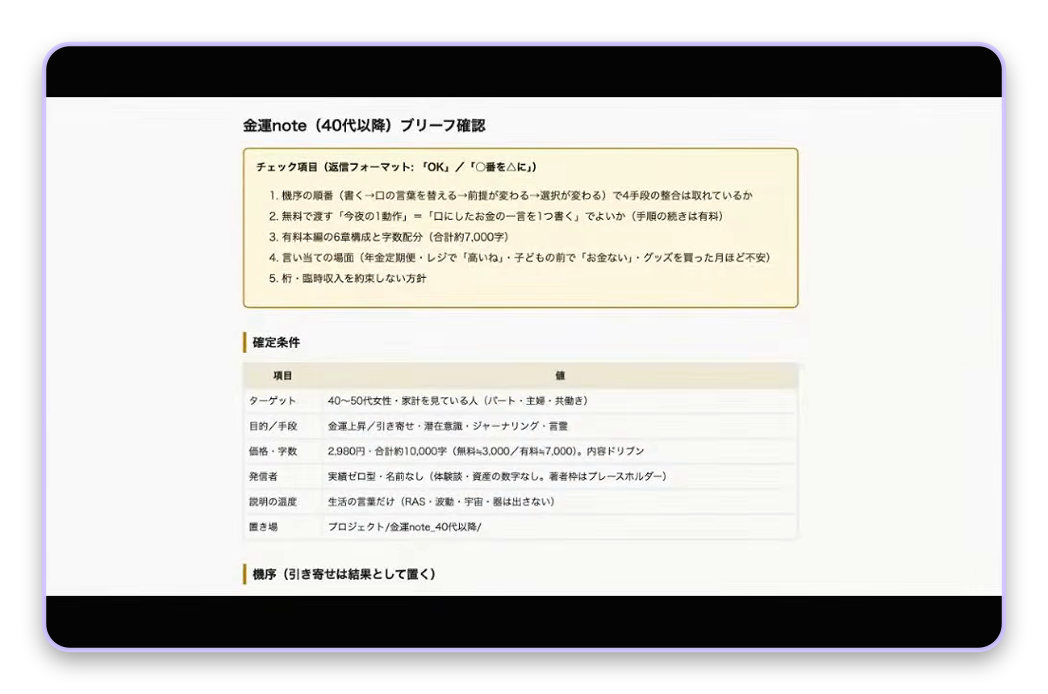 金運note（40代以降）ブリーフ確認
チェック項目（返信フォーマット: 「OK」／「○番を△に」）
1. 機序の順番（書く→口の言葉を替える→前提が変わる→選択が変わる）で4手段の整合は取れているか
2. 無料で渡す「今夜の1動作」＝「口にしたお金の一言を1つ書く」でよいか（手順の続きは有料）
3. 有料本編の6章構成と字数配分（合計約7,000字）
4. 言い当ての場面（年金定期便・レジで「高いね」・子どもの前で「お金ない」・グッズを買った月ほど不安）
5. 桁・臨時収入を約束しない方針
確定条件
項目 値
ターゲット 40〜50代女性・家計を見ている人（パート・主婦・共働き）
目的／手段 金運上昇／引き寄せ・潜在意識・ジャーナリング・言霊
価格・字数 2,980円・合計約10,000字（無料≒3,000／有料≒7,000）。内容ドリブン
発信者 実績ゼロ型・名前なし（体験談・資産の数字なし。著者枠はプレースホルダー）
説明の温度 生活の言葉だけ（RAS・波動・宇宙・器は出さない）
置き場 プロジェクト/金運note_40代以降/
機序（引き寄せは結果として置く）